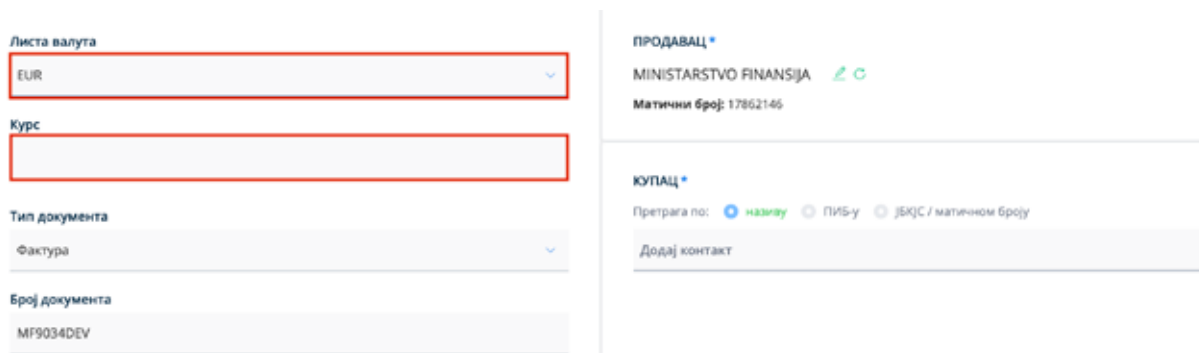 Листа валута
EUR
Курс
Тип документа
Фактура
Број документа
MF9034DEV
ПРОДАВАЦ *
MINISTARSTVO FINANSIJA
Матични број: 17862146
КУПАЦ *
Претрага по: називу ПИБ-у ЈБКЈС / матичном броју
Додај контакт